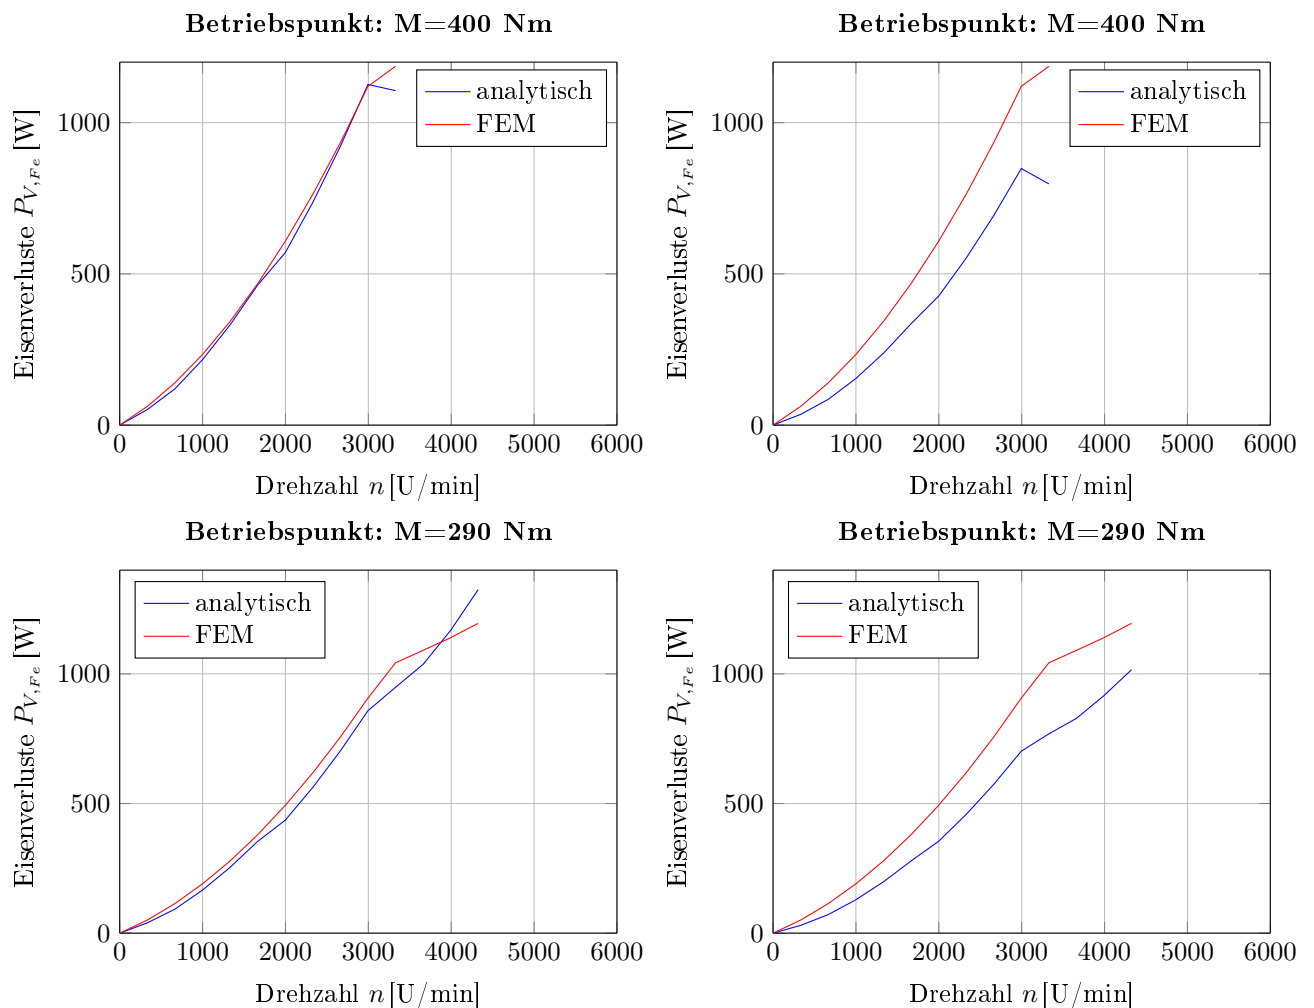 Betriebspunkt: M=400 Nm
Eisenverluste P_{V,Fe} [W]
1000
500
0
analytisch
FEM
0 1000 2000 3000 4000 5000 6000
Drehzahl n [U/min]
Betriebspunkt: M=400 Nm
Eisenverluste P_{V,Fe} [W]
1000
500
0
analytisch
FEM
0 1000 2000 3000 4000 5000 6000
Drehzahl n [U/min]
Betriebspunkt: M=290 Nm
Eisenverluste P_{V,Fe} [W]
1000
500
0
analytisch
FEM
0 1000 2000 3000 4000 5000 6000
Drehzahl n [U/min]
Betriebspunkt: M=290 Nm
Eisenverluste P_{V,Fe} [W]
1000
500
0
analytisch
FEM
0 1000 2000 3000 4000 5000 6000
Drehzahl n [U/min]